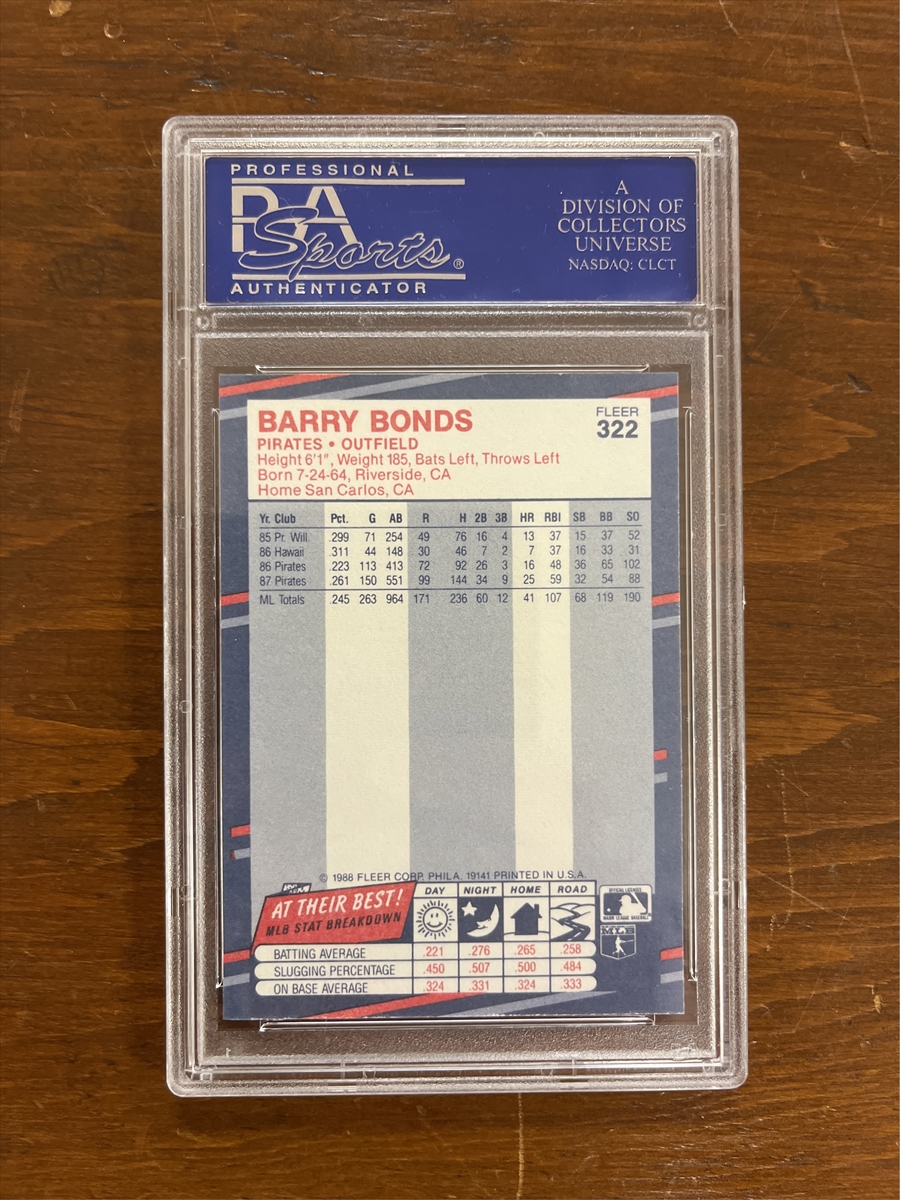 PROFESSIONAL
PSA
Sports®
AUTHENTICATOR
A
DIVISION OF
COLLECTORS
UNIVERSE
NASDAQ: CLCT
BARRY BONDS
FLEER
322
PIRATES • OUTFIELD
Height 6'1", Weight 185, Bats Left, Throws Left
Born 7-24-64, Riverside, CA
Home San Carlos, CA
Yr. Club Pct. G AB R H 2B 3B HR RBI SB BB SO
85 Pr. Will. .299 71 254 49 76 16 4 13 37 15 37 52
86 Hawaii .311 44 148 30 46 7 2 7 37 16 33 31
86 Pirates .223 113 413 72 92 26 3 16 48 36 65 102
87 Pirates .261 150 551 99 144 34 9 25 59 32 54 88
ML Totals .245 263 964 171 236 60 12 41 107 68 119 190
© 1988 FLEER CORP. PHILA. 19141 PRINTED IN U.S.A.
AT THEIR BEST!
MLB STAT BREAKDOWN
DAY NIGHT HOME ROAD
BATTING AVERAGE .221 .276 .265 .258
SLUGGING PERCENTAGE .450 .507 .500 .484
ON BASE AVERAGE .324 .331 .324 .333
OFFICIAL LICENSEE
MAJOR LEAGUE BASEBALL
MLB